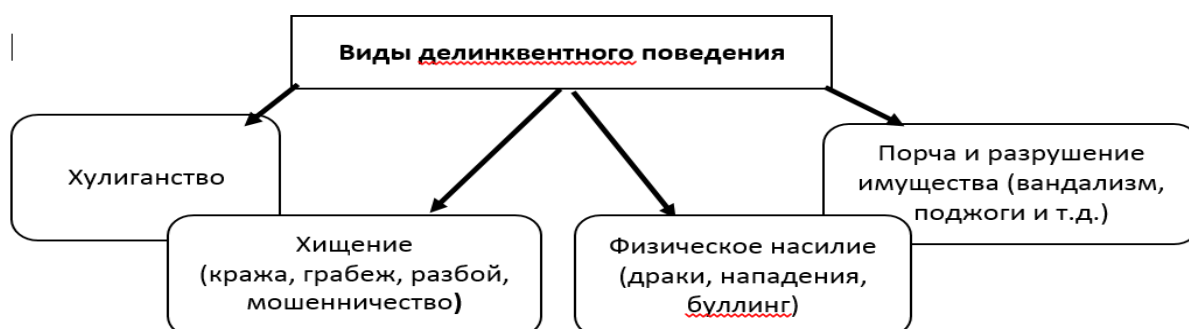 Виды делинквентного поведения
Хулиганство
Хищение
(кража, грабеж, разбой,
мошенничество)
Физическое насилие
(драки, нападения,
буллинг)
Порча и разрушение
имущества (вандализм,
поджоги и т.д.)